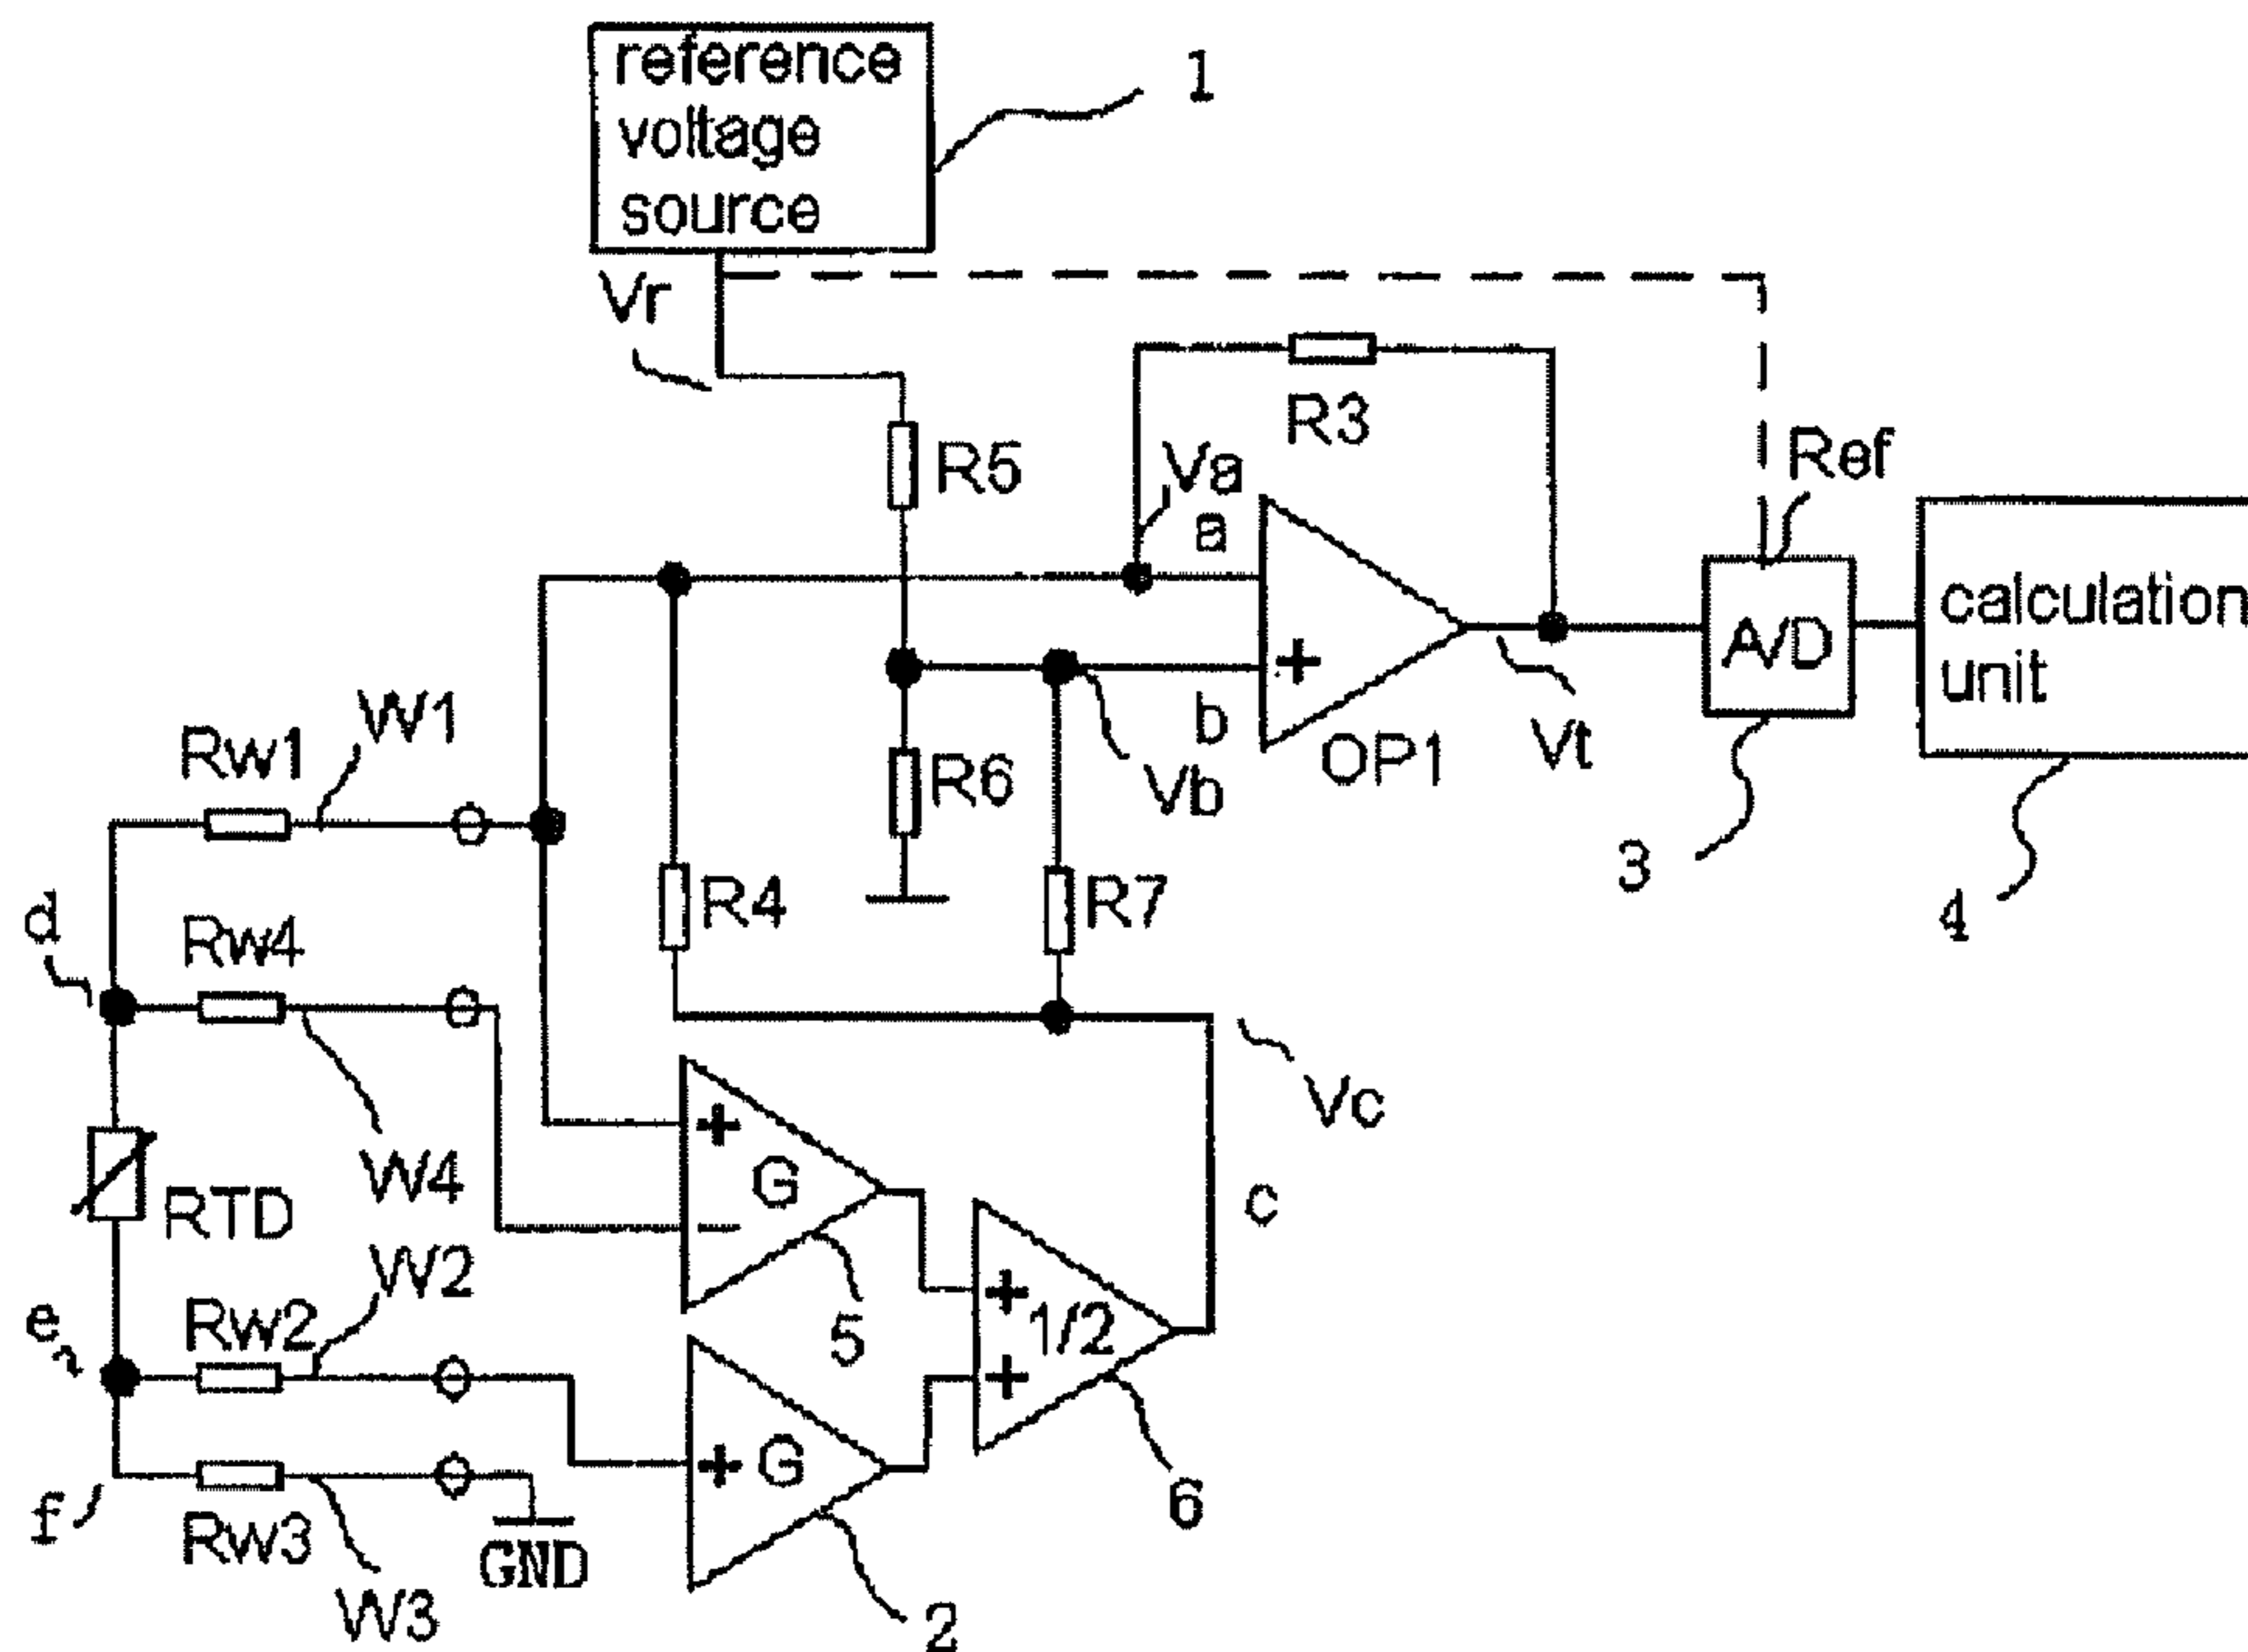 reference
voltage
source
1
Vr
R5
R3
Va
a
Ref
+
b
OP1
Vb
Vt
A/D
calculation
unit
3
4
Rw1
W1
R6
R4
R7
d
Rw4
W4
Vc
c
RTD
+
G
−
5
W2
e
Rw2
+
1/2
+
6
f
Rw3
W3
GND
+
G
2